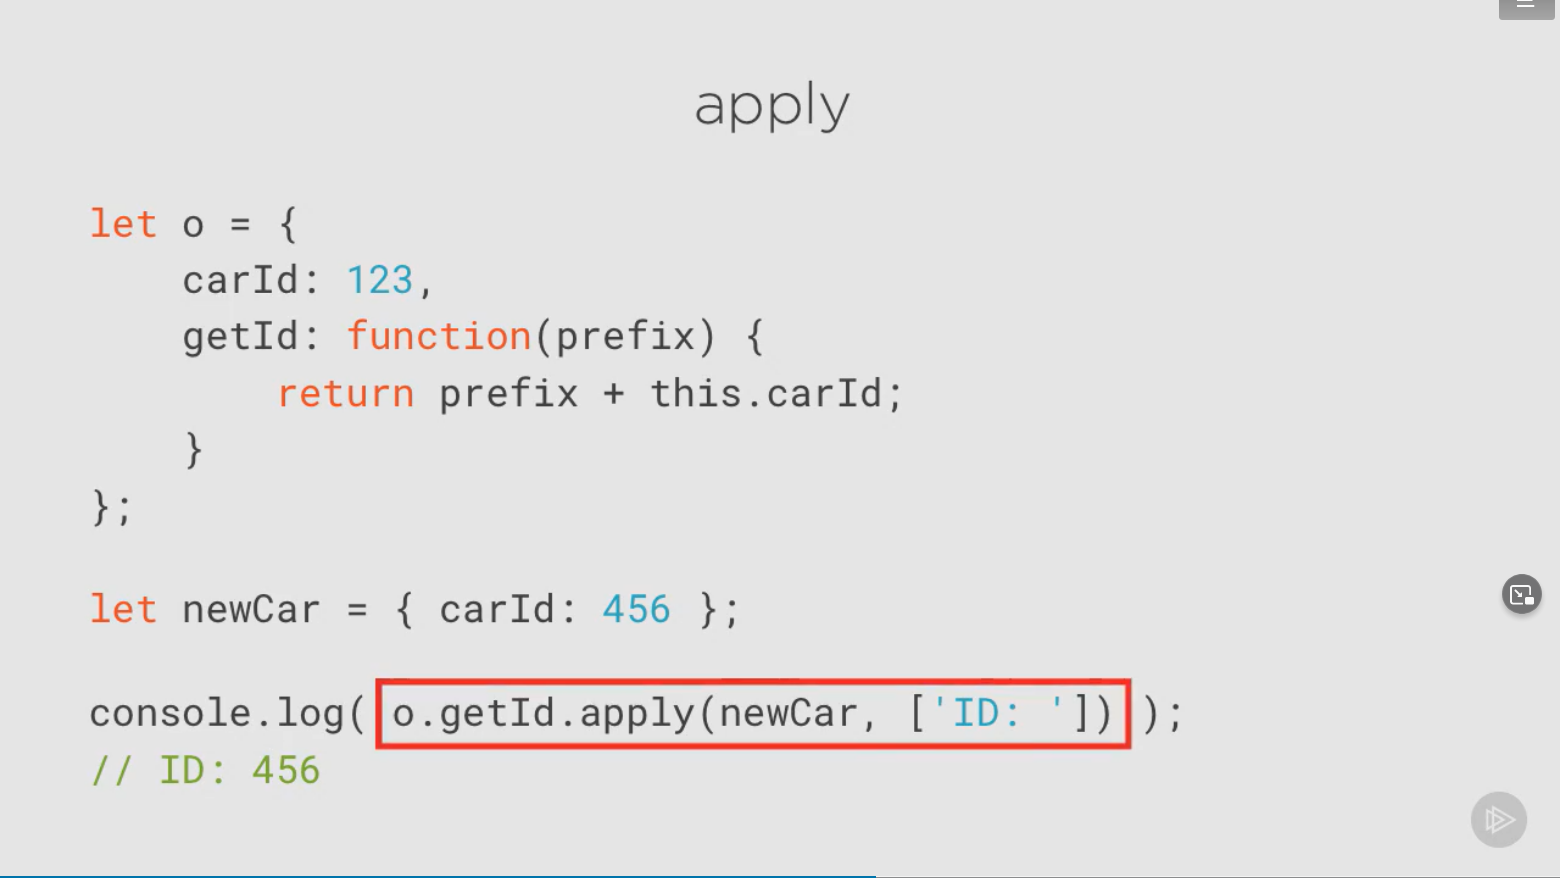 apply
let o = {
    carId: 123,
    getId: function(prefix) {
        return prefix + this.carId;
    }
};
let newCar = { carId: 456 };
console.log( o.getId.apply(newCar, ['ID: ']) );
// ID: 456